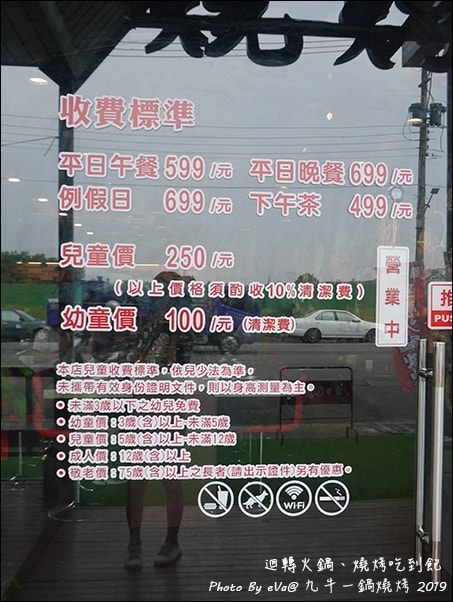 收費標準
平日午餐 599/元 平日晚餐 699/元
例假日 699/元 下午茶 499/元
兒童價 250/元
(以上價格須酌收10%清潔費)
幼童價 100/元 (清潔費)
營業中
推
PUS
本店兒童收費標準,依兒少法為準,
未攜帶有效身份證明文件,則以身高測量為主。
• 未滿3歲以下之幼兒免費
• 幼童價:3歲(含)以上-未滿5歲
• 兒童價:5歲(含)以上-未滿12歲
• 成人價:12歲(含)以上
• 敬老價:75歲(含)以上之長者(請出示證件)另有優惠。
WiFi
迴轉火鍋、燒烤吃到飽
Photo By eVa@ 九牛一鍋燒烤 2019